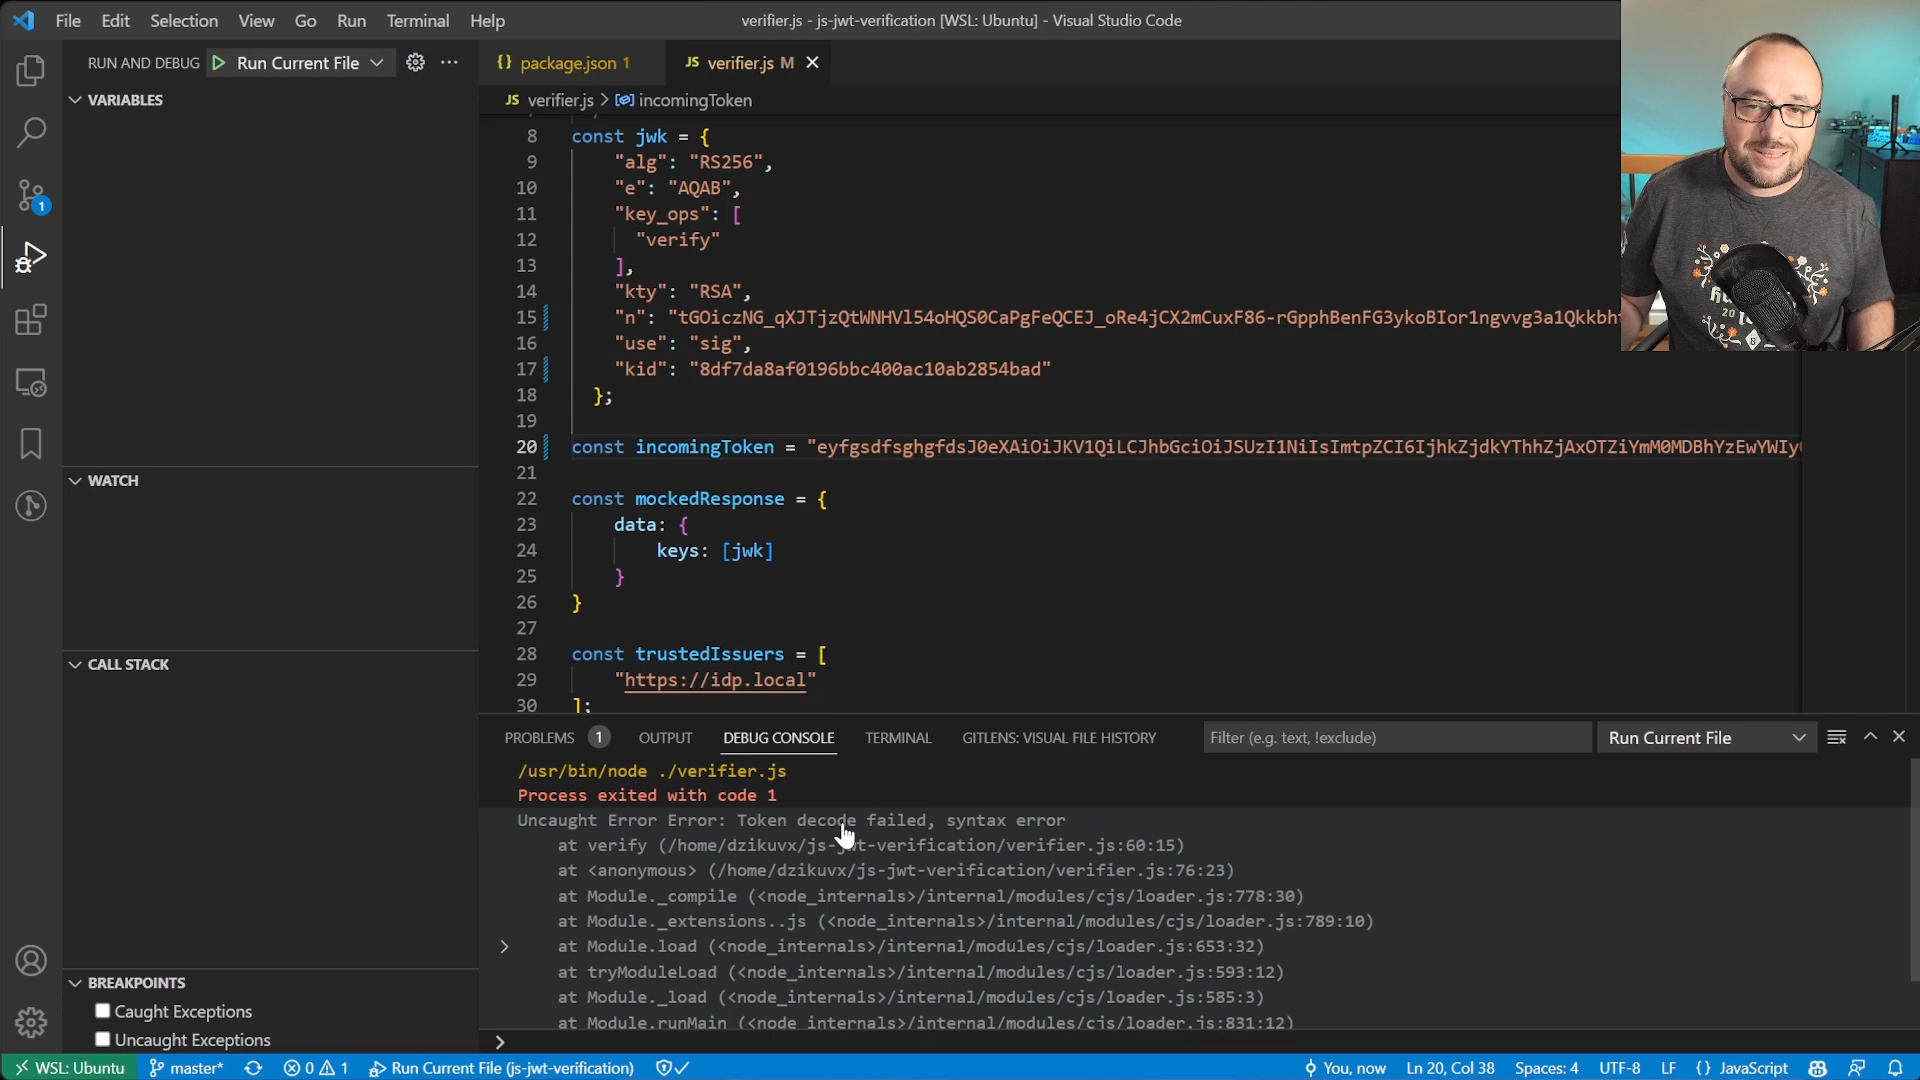 File Edit Selection View Go Run Terminal Help
verifier.js - js-jwt-verification [WSL: Ubuntu] - Visual Studio Code
RUN AND DEBUG Run Current File
package.json 1
JS verifier.js M
VARIABLES
JS verifier.js > incomingToken
8 const jwk = {
9 "alg": "RS256",
10 "e": "AQAB",
11 "key_ops": [
12 "verify"
13 ],
14 "kty": "RSA",
15 "n": "tGOiczNG_qXJTjzQtWNHVl54oHQS0CaPgFeQCEJ_oRe4jCX2mCuxF86-rGpphBenFG3ykoBIor1ngvvg3a1Qkkbh
16 "use": "sig",
17 "kid": "8df7da8af0196bbc400ac10ab2854bad"
18 };
19
20 const incomingToken = "eyfgsdfsghgfdsJ0eXAiOiJKV1QiLCJhbGciOiJSUzI1NiIsImtpZCI6IjhkZjdkYThhZjAxOTZiYmM0MDBhYzEwYWIy
21
22 const mockedResponse = {
23 data: {
24 keys: [jwk]
25 }
26 }
27
28 const trustedIssuers = [
29 "https://idp.local"
30 ];
WATCH
CALL STACK
BREAKPOINTS
Caught Exceptions
Uncaught Exceptions
PROBLEMS 1 OUTPUT DEBUG CONSOLE TERMINAL GITLENS: VISUAL FILE HISTORY Filter (e.g. text, !exclude) Run Current File
/usr/bin/node ./verifier.js
Process exited with code 1
Uncaught Error Error: Token decode failed, syntax error
at verify (/home/dzikuvx/js-jwt-verification/verifier.js:60:15)
at <anonymous> (/home/dzikuvx/js-jwt-verification/verifier.js:76:23)
at Module._compile (<node_internals>/internal/modules/cjs/loader.js:778:30)
at Module._extensions..js (<node_internals>/internal/modules/cjs/loader.js:789:10)
at Module.load (<node_internals>/internal/modules/cjs/loader.js:653:32)
at tryModuleLoad (<node_internals>/internal/modules/cjs/loader.js:593:12)
at Module._load (<node_internals>/internal/modules/cjs/loader.js:585:3)
at Module.runMain (<node_internals>/internal/modules/cjs/loader.js:831:12)
WSL: Ubuntu master* 0 1 Run Current File (js-jwt-verification) You, now Ln 20, Col 38 Spaces: 4 UTF-8 LF {} JavaScript